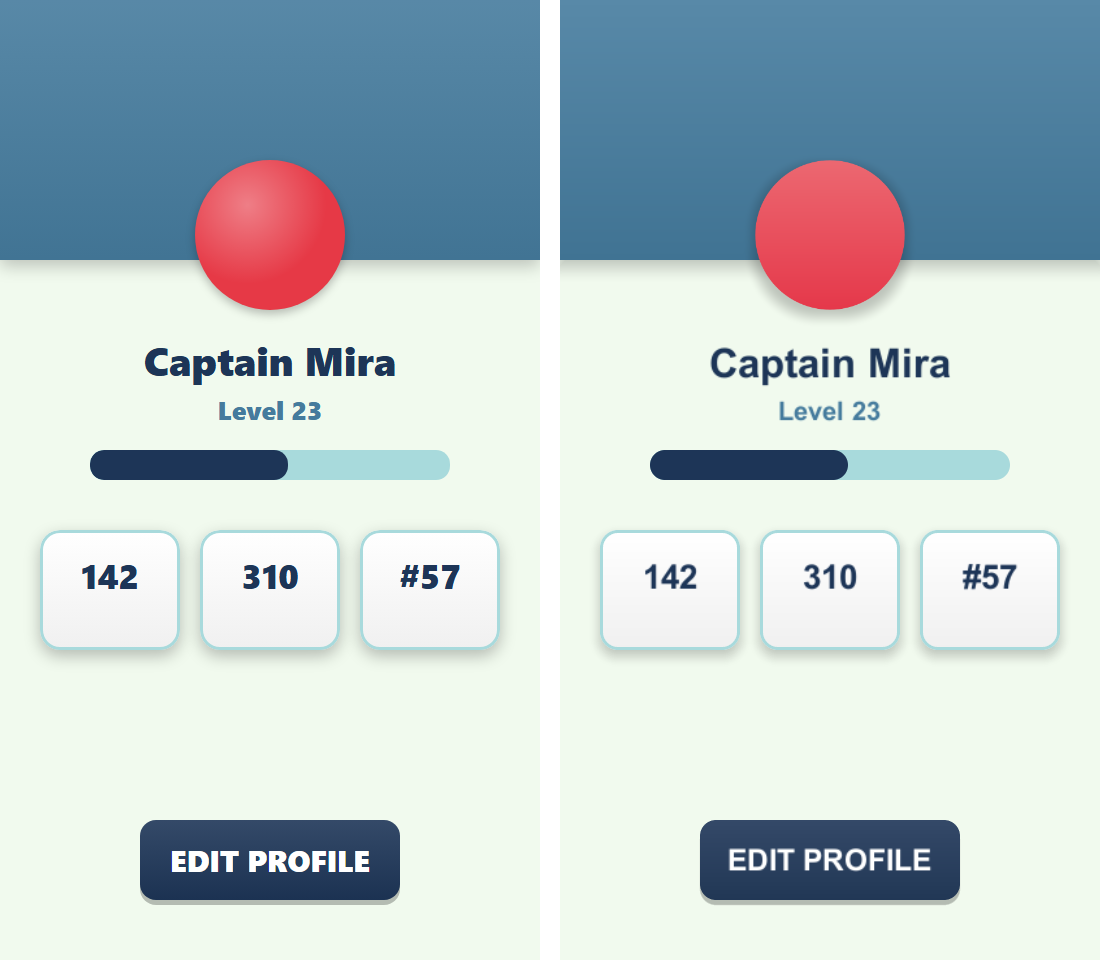 Captain Mira
Level 23
142 310 #57
EDIT PROFILE
Captain Mira
Level 23
142 310 #57
EDIT PROFILE